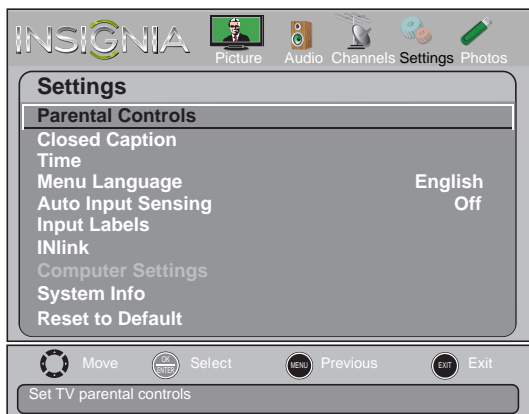 INSIGNIA
Picture Audio Channels Settings Photos
Settings
Parental Controls
Closed Caption
Time
Menu Language English
Auto Input Sensing Off
Input Labels
INlink
Computer Settings
System Info
Reset to Default
Move OK ENTER Select MENU Previous EXIT Exit
Set TV parental controls